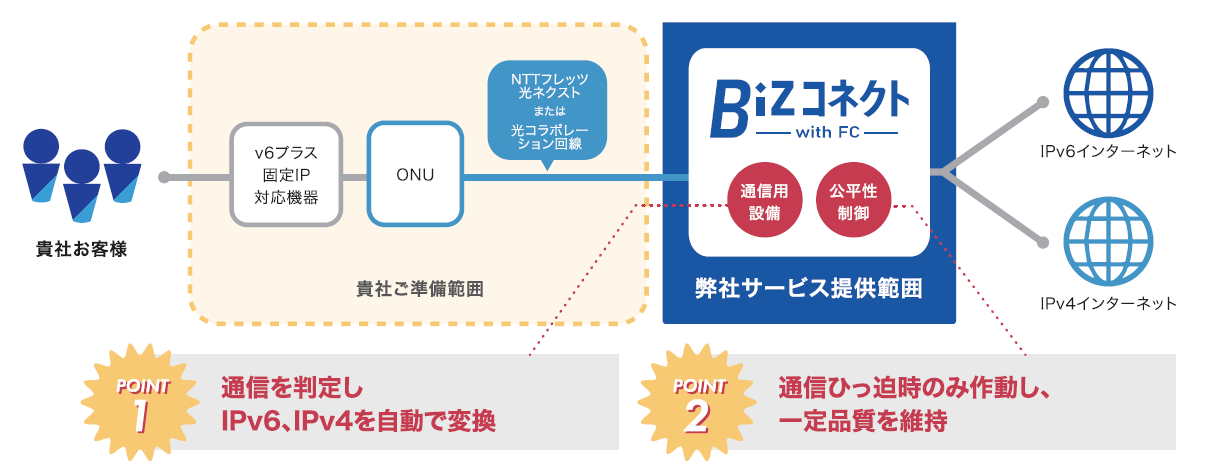 貴社お客様
v6プラス
固定IP
対応機器
ONU
NTTフレッツ
光ネクスト
または
光コラボレー
ション回線
貴社ご準備範囲
BiZコネクト
with FC
通信用
設備
公平性
制御
弊社サービス提供範囲
IPv6インターネット
IPv4インターネット
POINT
1
通信を判定し
IPv6、IPv4を自動で変換
POINT
2
通信ひっ迫時のみ作動し、
一定品質を維持